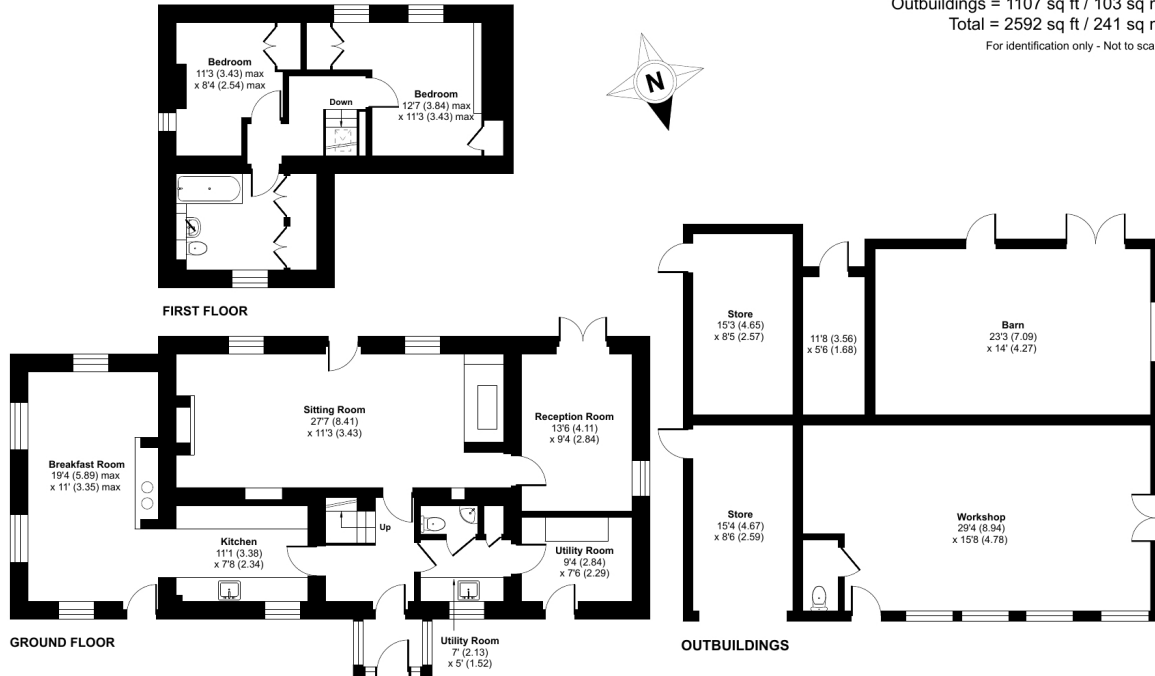 Outbuildings = 1107 sq ft / 103 sq
Total = 2592 sq ft / 241 sq
For identification only - Not to
N
Bedroom
11'3 (3.43) max
x 8'4 (2.54) max
Down
Bedroom
12'7 (3.84) max
x 11'3 (3.43) max
FIRST FLOOR
Store
15'3 (4.65)
x 8'5 (2.57)
11'8 (3.56)
x 5'6 (1.68)
Barn
23'3 (7.09)
x 14' (4.27)
Sitting Room
27'7 (8.41)
x 11'3 (3.43)
Reception Room
13'6 (4.11)
x 9'4 (2.84)
Breakfast Room
19'4 (5.89) max
x 11' (3.35) max
Kitchen
11'1 (3.38)
x 7'8 (2.34)
Up
Utility Room
9'4 (2.84)
x 7'6 (2.29)
Store
15'4 (4.67)
x 8'6 (2.59)
Workshop
29'4 (8.94)
x 15'8 (4.78)
GROUND FLOOR
Utility Room
7' (2.13)
x 5' (1.52)
OUTBUILDINGS